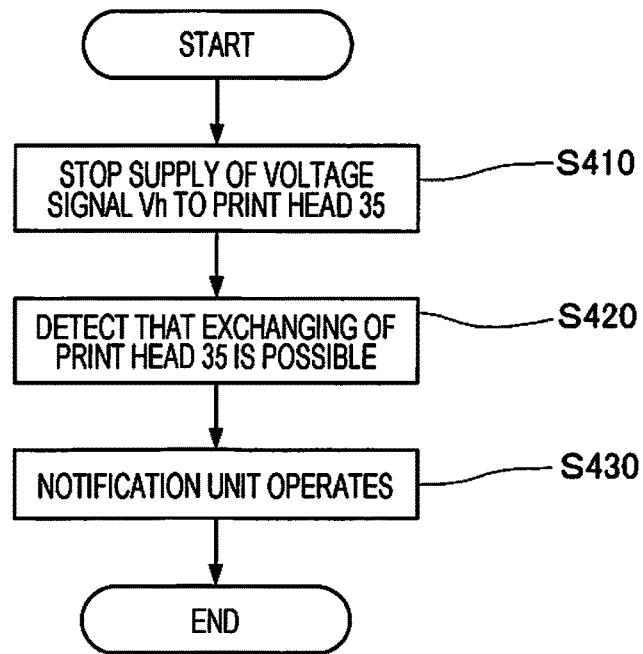 START
STOP SUPPLY OF VOLTAGE
SIGNAL Vh TO PRINT HEAD 35
S410
DETECT THAT EXCHANGING OF
PRINT HEAD 35 IS POSSIBLE
S420
NOTIFICATION UNIT OPERATES
S430
END